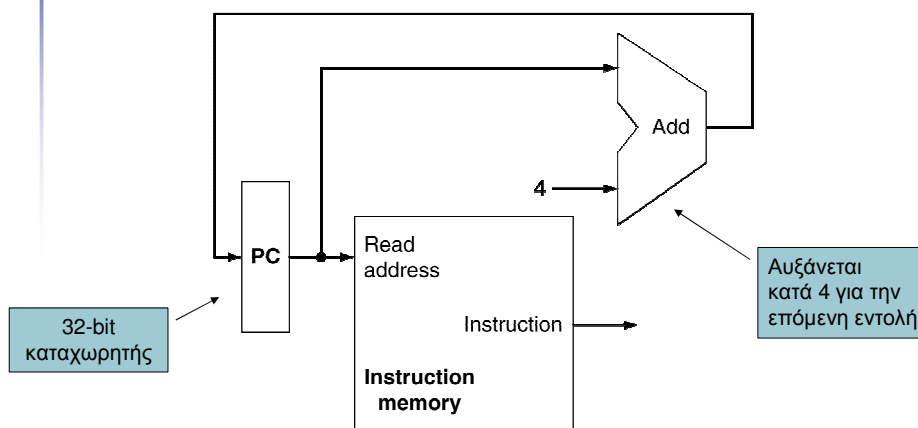 Add
4
PC
Read
address
Instruction
Instruction
memory
32-bit
καταχωρητής
Αυξάνεται
κατά 4 για την
επόμενη εντολή